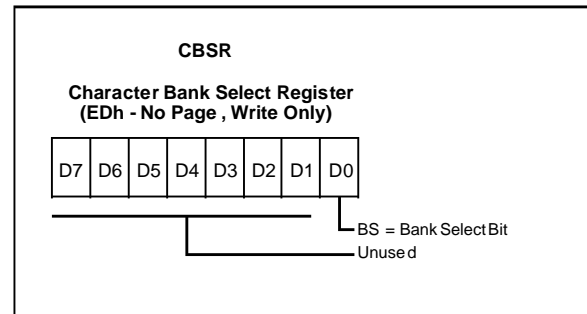 CBSR
Character Bank Select Register
(EDh - No Page , Write Only)
D7 D6 D5 D4 D3 D2 D1 D0
BS = Bank Select Bit
Unused